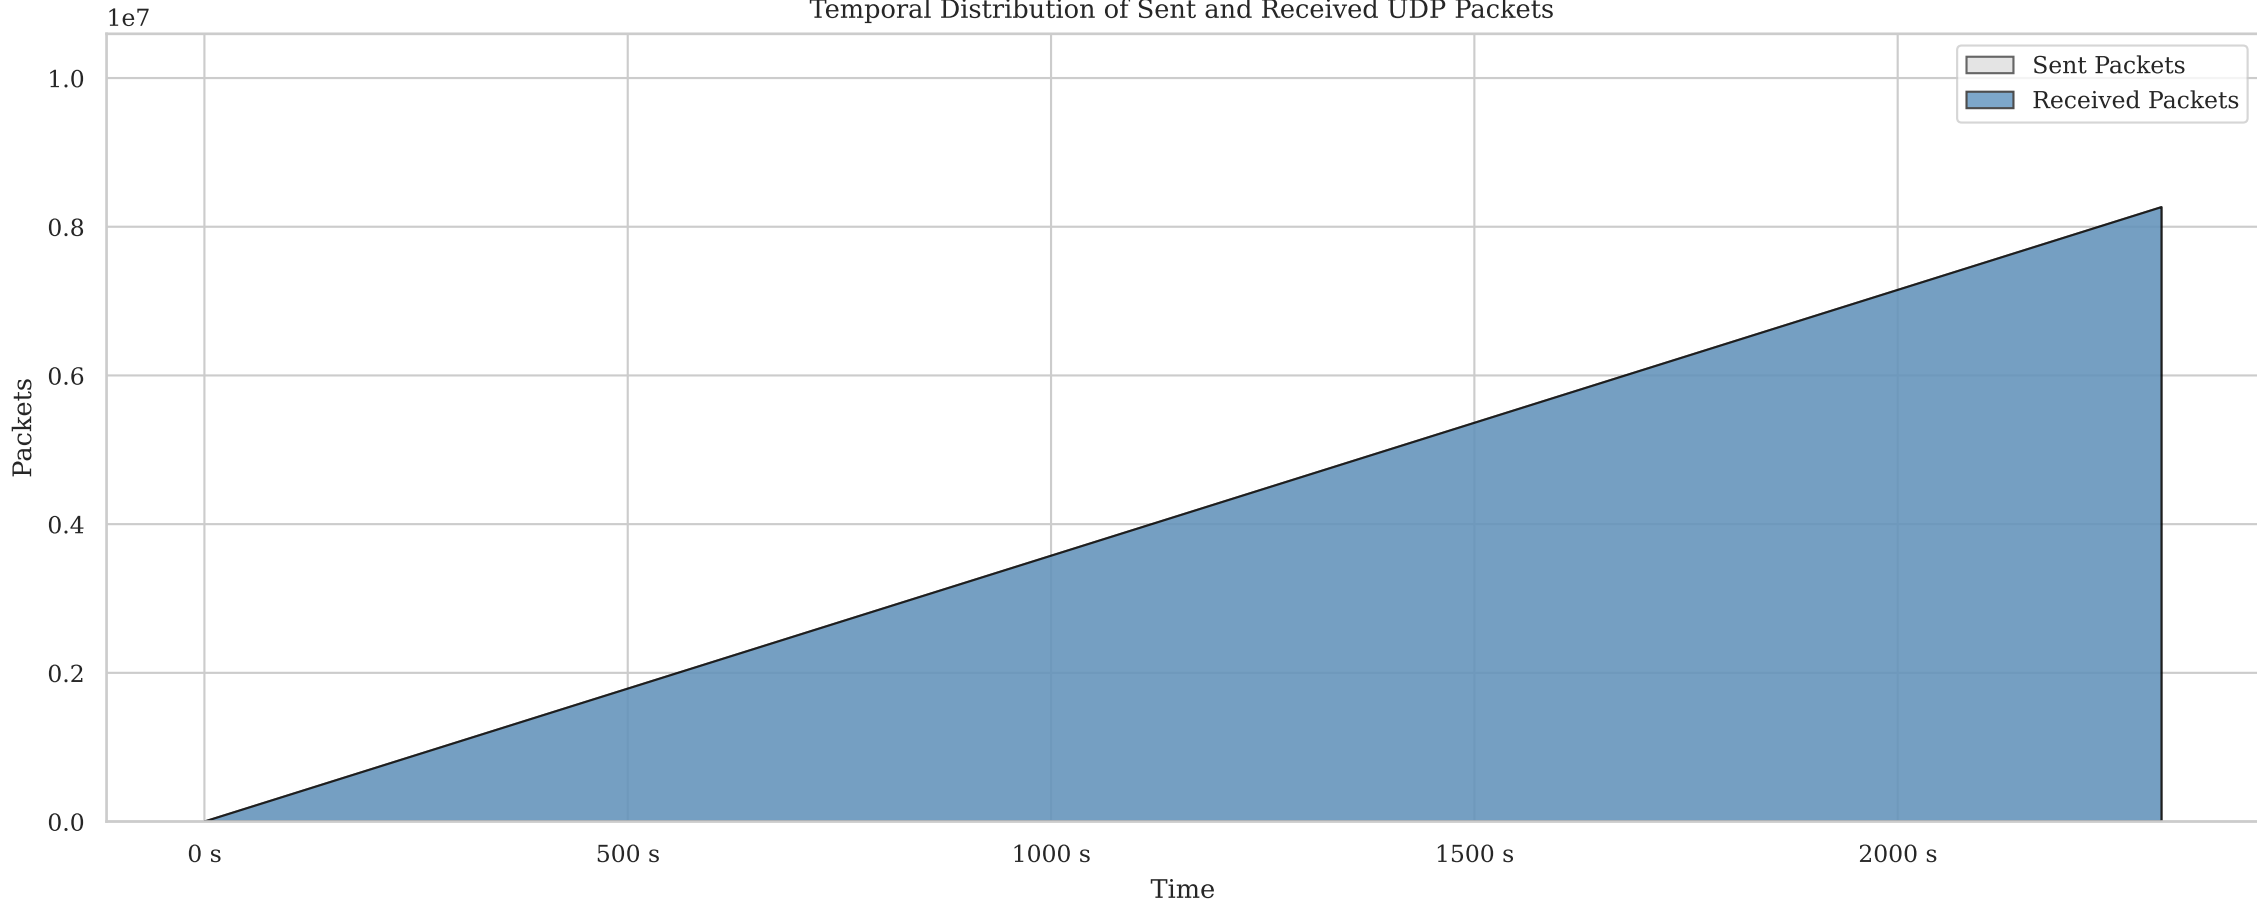 Temporal Distribution of Sent and Received UDP Packets
1e7
Sent Packets
Received Packets
1.0
0.8
0.6
0.4
0.2
0.0
Packets
0 s
500 s
1000 s
1500 s
2000 s
Time